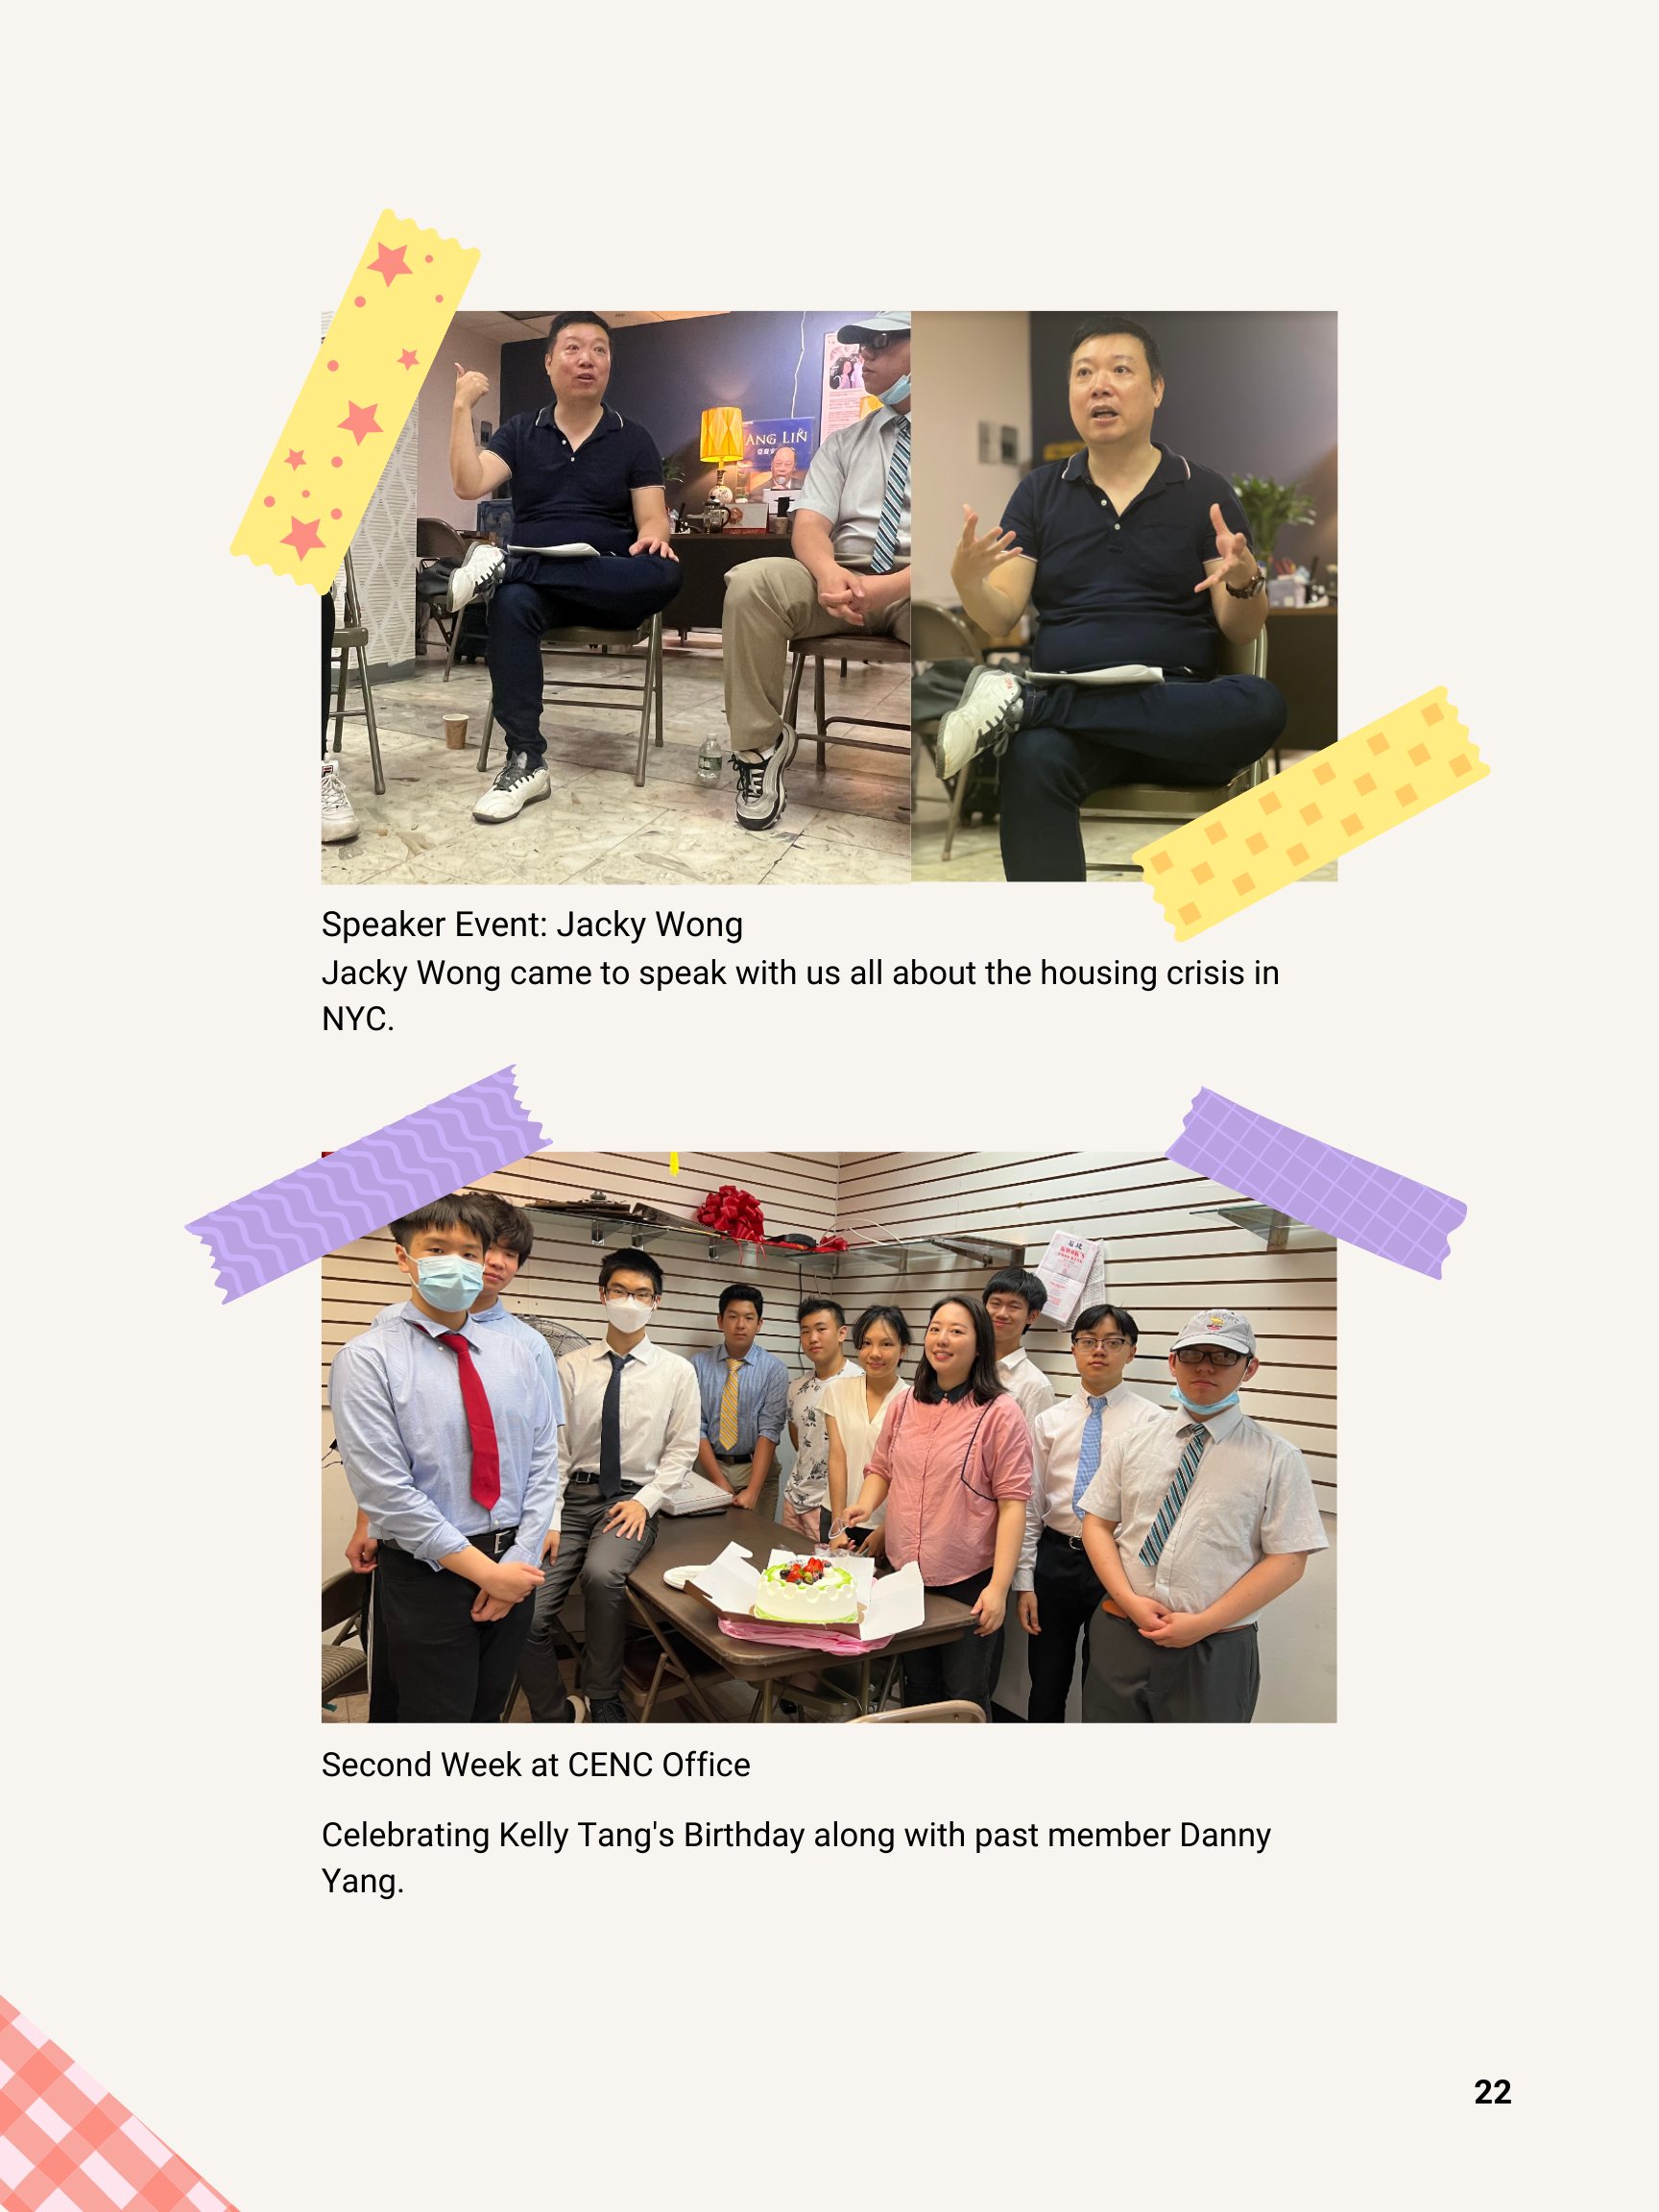 ANG LIN
Speaker Event: Jacky Wong
Jacky Wong came to speak with us all about the housing crisis in
NYC.
Second Week at CENC Office
Celebrating Kelly Tang's Birthday along with past member Danny
Yang.
22